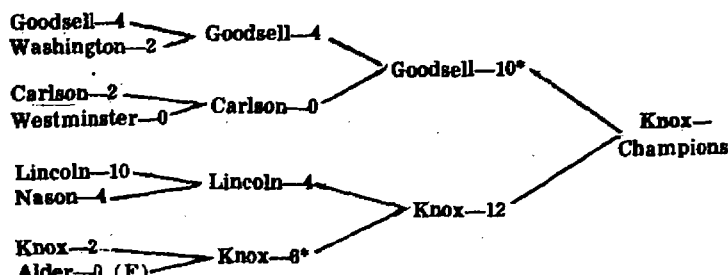 Goodsell—4
Washington—2
Goodsell—4
Goodsell—10*
Carlson—2
Westminster—0
Carlson—0
Knox—
Champions
Lincoln—10
Nason—4
Lincoln—4
Knox—12
Knox—2
Alder—0 (F)
Knox—6*